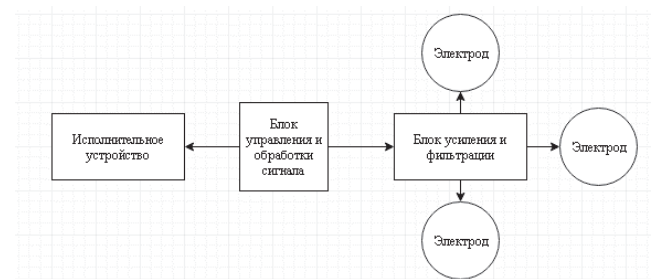 Электрод
Исполнительное
устройство
Блок
управления и
обработки
сигнала
Блок усиления и
фильтрации
Электрод
Электрод